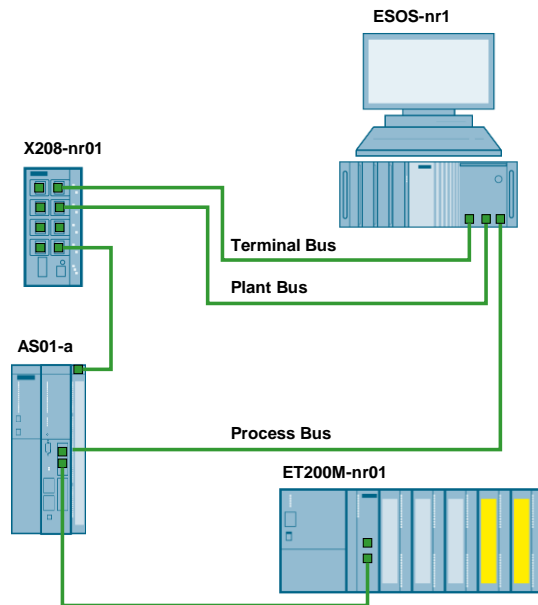 ESOS-nr1
X208-nr01
Terminal Bus
Plant Bus
AS01-a
Process Bus
ET200M-nr01